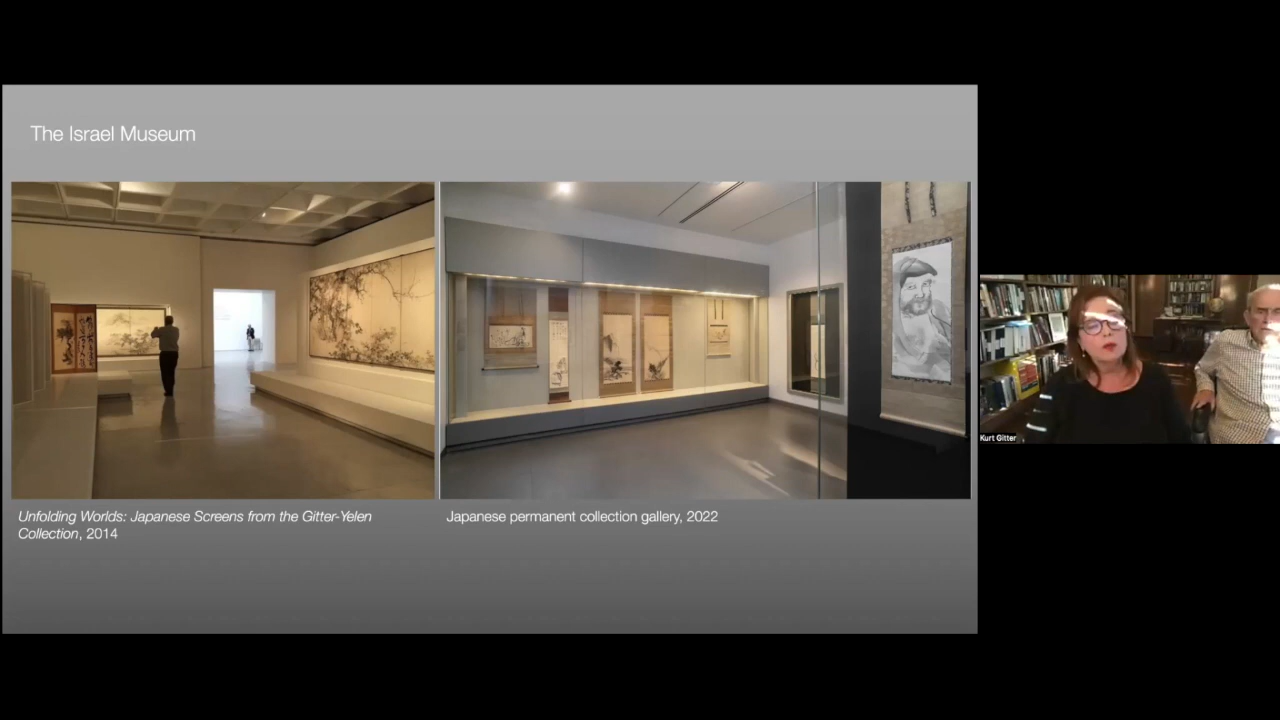 The Israel Museum
Unfolding Worlds: Japanese Screens from the Gitter-Yelen
Collection, 2014
Japanese permanent collection gallery, 2022
Kurt Gitter